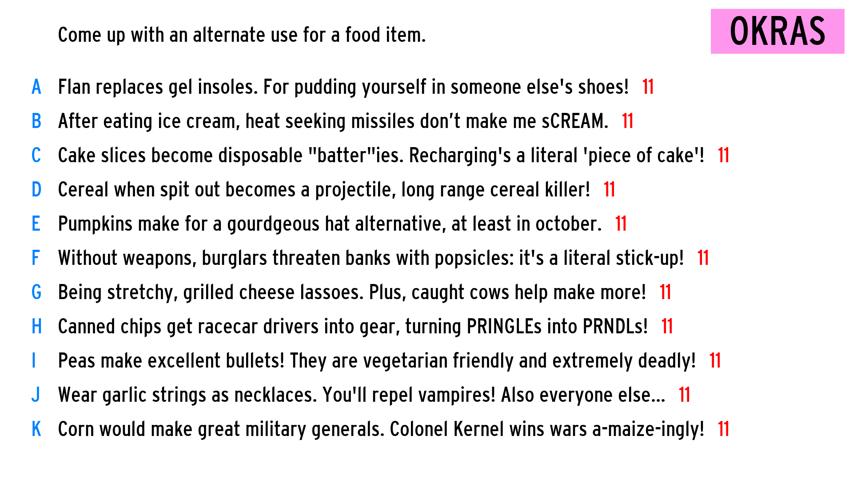 Come up with an alternate use for a food item.
OKRAS
A Flan replaces gel insoles. For pudding yourself in someone else's shoes! 11
B After eating ice cream, heat seeking missiles don’t make me sCREAM. 11
C Cake slices become disposable "batter"ies. Recharging's a literal 'piece of cake'! 11
D Cereal when spit out becomes a projectile, long range cereal killer! 11
E Pumpkins make for a gourdgeous hat alternative, at least in october. 11
F Without weapons, burglars threaten banks with popsicles: it's a literal stick-up! 11
G Being stretchy, grilled cheese lassoes. Plus, caught cows help make more! 11
H Canned chips get racecar drivers into gear, turning PRINGLEs into PRNDLs! 11
I Peas make excellent bullets! They are vegetarian friendly and extremely deadly! 11
J Wear garlic strings as necklaces. You'll repel vampires! Also everyone else... 11
K Corn would make great military generals. Colonel Kernel wins wars a-maize-ingly! 11